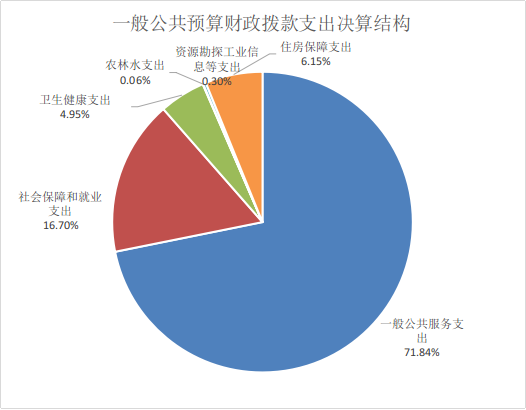 一般公共预算财政拨款支出决算结构
资源勘探工业信
息等支出
0.30%
住房保障支出
6.15%
农林水支出
0.06%
卫生健康支出
4.95%
社会保障和就业
支出
16.70%
一般公共服务支
出
71.84%